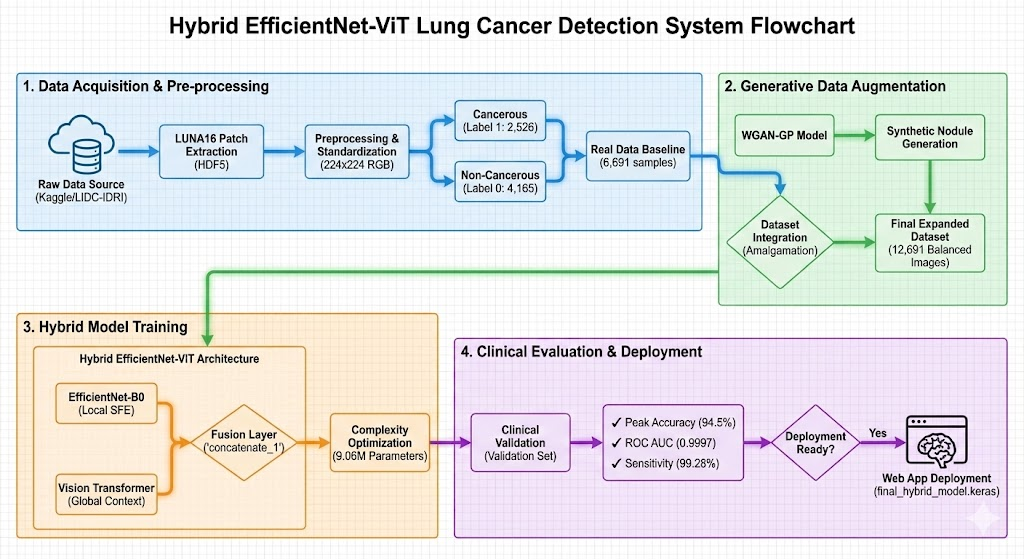 Hybrid EfficientNet-ViT Lung Cancer Detection System Flowchart
1. Data Acquisition & Pre-processing
Raw Data Source
(Kaggle/LIDC-IDRI)
LUNA16 Patch
Extraction
(HDF5)
Preprocessing &
Standardization
(224x224 RGB)
Cancerous
(Label 1: 2,526)
Non-Cancerous
(Label 0: 4,165)
Real Data Baseline
(6,691 samples)
2. Generative Data Augmentation
WGAN-GP Model
Synthetic Nodule
Generation
Dataset
Integration
(Amalgamation)
Final Expanded
Dataset
(12,691 Balanced
Images)
3. Hybrid Model Training
Hybrid EfficientNet-ViT Architecture
EfficientNet-B0
(Local SFE)
Vision Transformer
(Global Context)
Fusion Layer
('concatenate_1')
Complexity
Optimization
(9.06M Parameters)
4. Clinical Evaluation & Deployment
Clinical
Validation
(Validation Set)
✓ Peak Accuracy (94.5%)
✓ ROC AUC (0.9997)
✓ Sensitivity (99.28%)
Deployment
Ready?
Yes
Web App Deployment
(final_hybrid_model.keras)